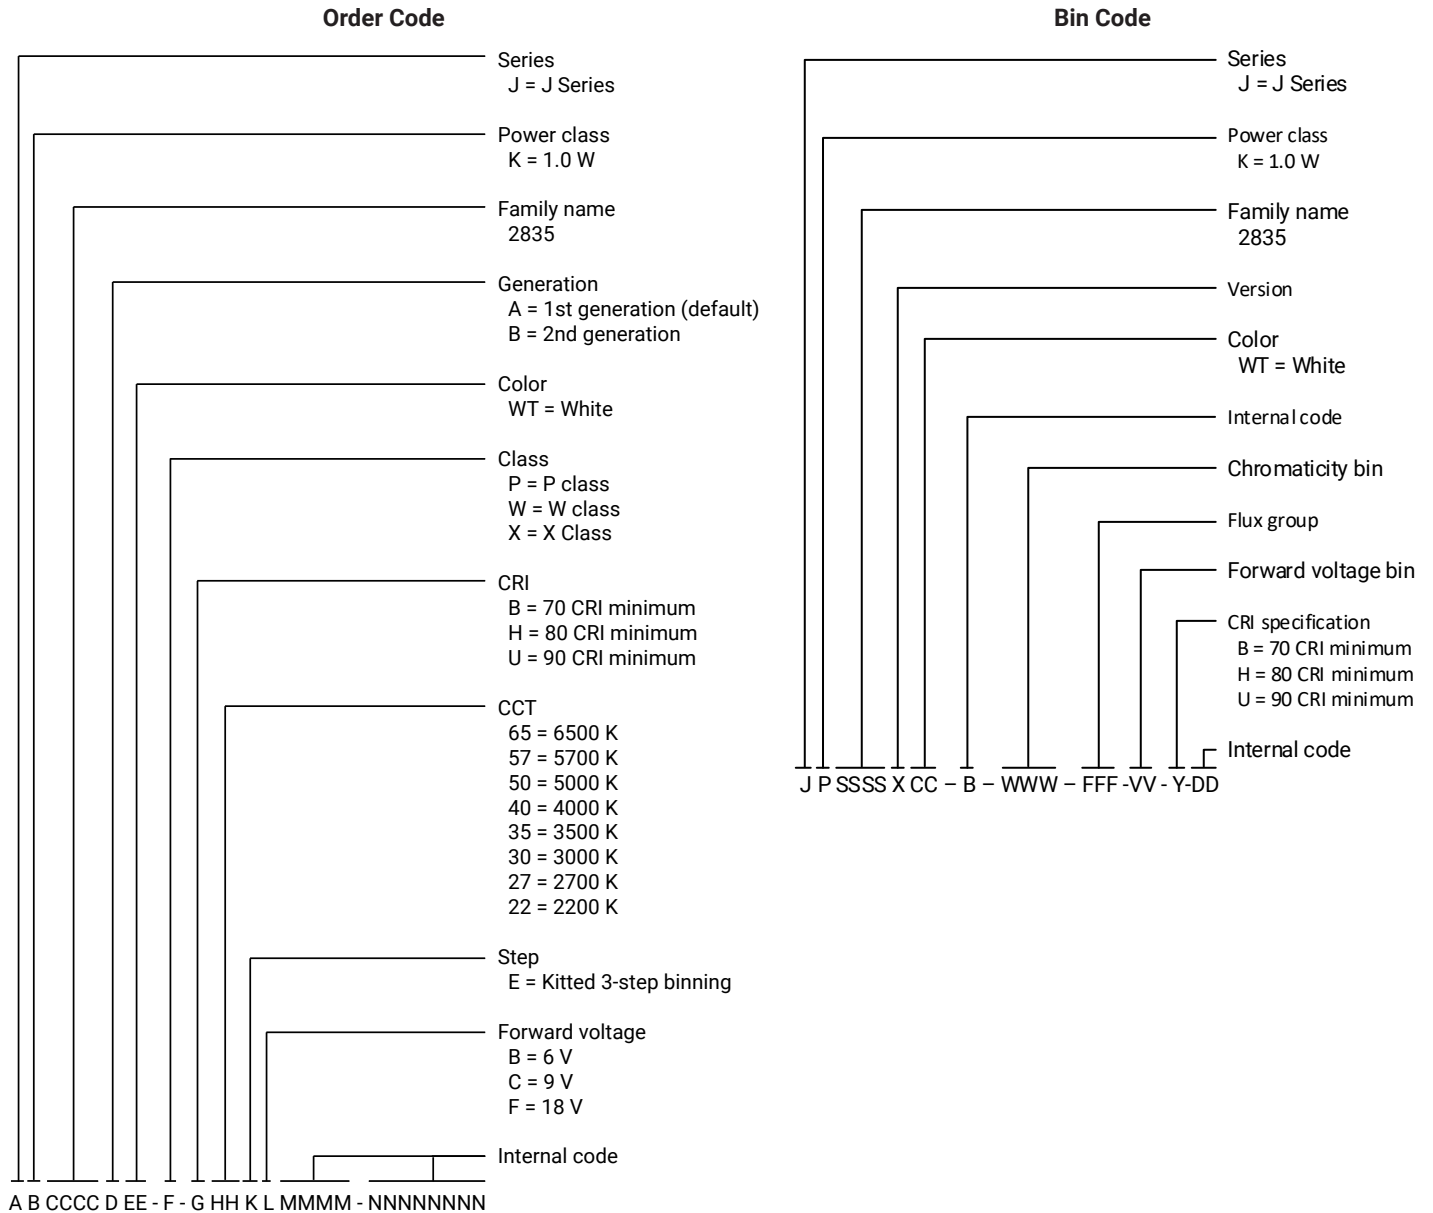 Order Code
Series
J = J Series
Power class
K = 1.0 W
Family name
2835
Generation
A = 1st generation (default)
B = 2nd generation
Color
WT = White
Class
P = P class
W = W class
X = X Class
CRI
B = 70 CRI minimum
H = 80 CRI minimum
U = 90 CRI minimum
CCT
65 = 6500 K
57 = 5700 K
50 = 5000 K
40 = 4000 K
35 = 3500 K
30 = 3000 K
27 = 2700 K
22 = 2200 K
Step
E = Kitted 3-step binning
Forward voltage
B = 6 V
C = 9 V
F = 18 V
Internal code
A B CCCC D EE - F - G HH K L MMMM - NNNNNNNN
Bin Code
Series
J = J Series
Power class
K = 1.0 W
Family name
2835
Version
Color
WT = White
Internal code
Chromaticity bin
Flux group
Forward voltage bin
CRI specification
B = 70 CRI minimum
H = 80 CRI minimum
U = 90 CRI minimum
Internal code
J P SSSS X CC – B – WWW – FFF -VV - Y-DD